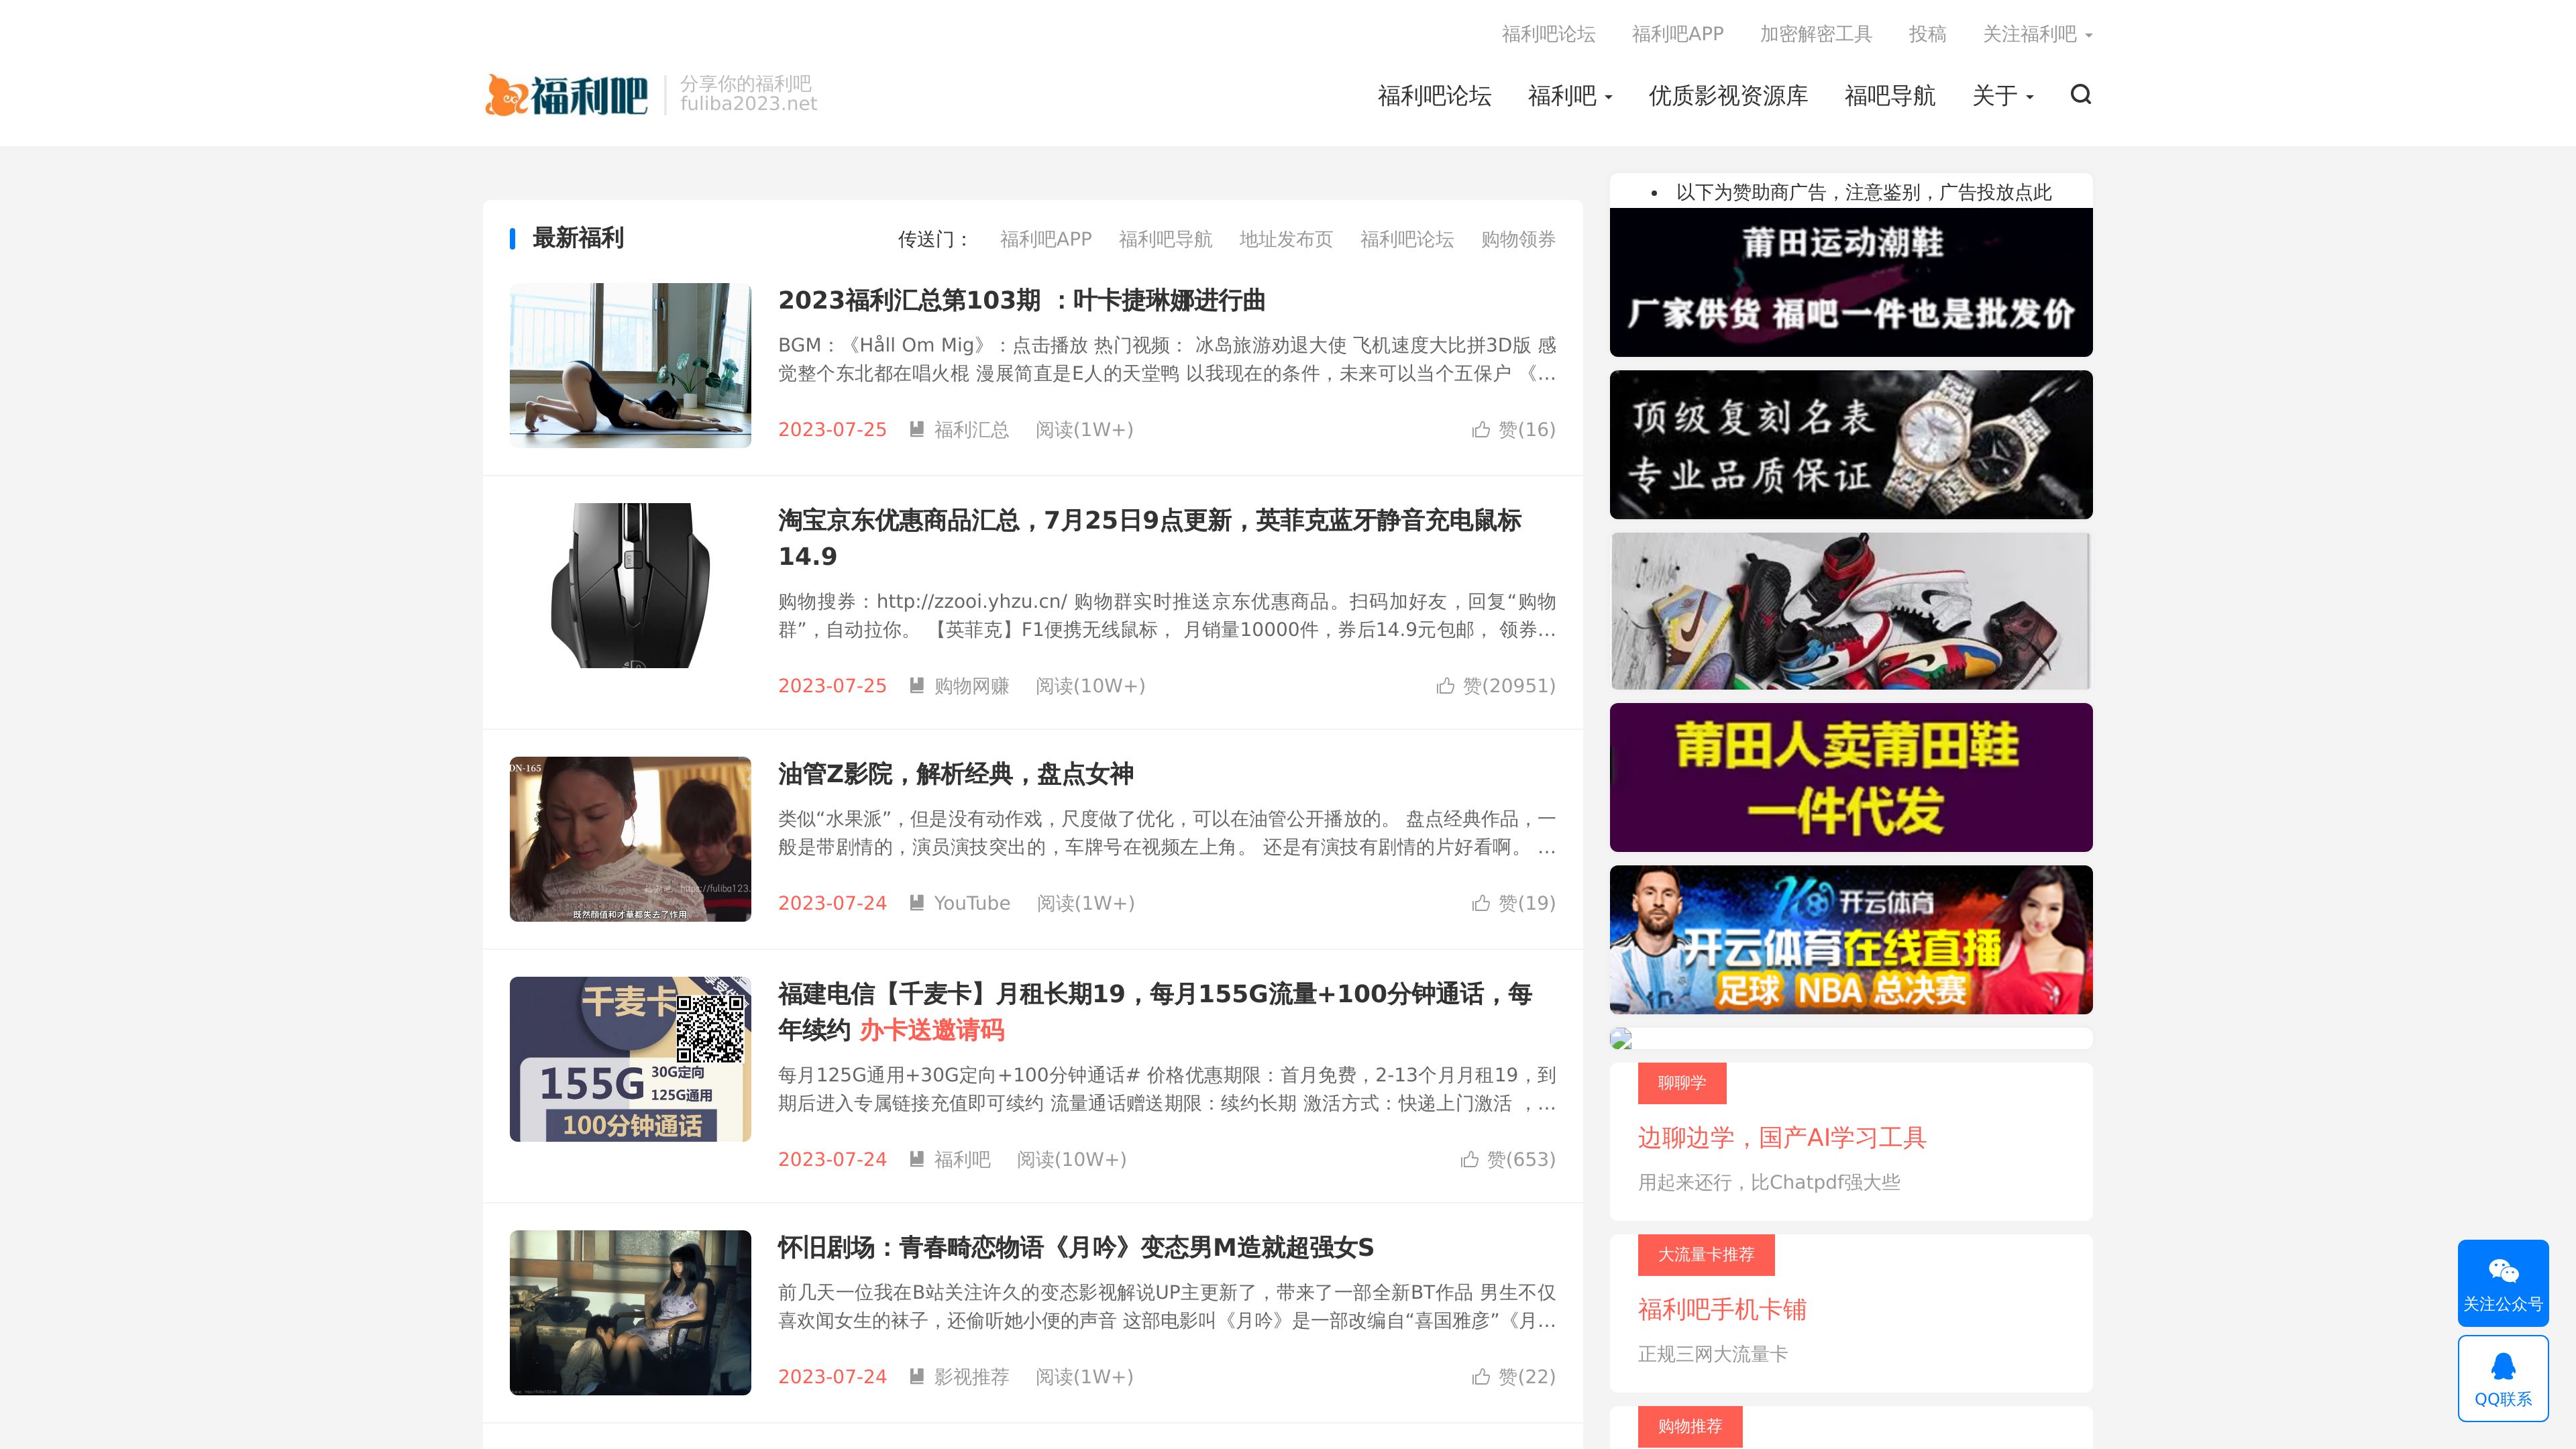 福利吧论坛 福利吧APP 加密解密工具 投稿 关注福利吧
福利吧
分享你的福利吧
fuliba2023.net
福利吧论坛 福利吧 优质影视资源库 福吧导航 关于
最新福利
传送门： 福利吧APP 福利吧导航 地址发布页 福利吧论坛 购物领券
2023福利汇总第103期 ：叶卡捷琳娜进行曲
BGM：《Håll Om Mig》：点击播放 热门视频： 冰岛旅游劝退大使 飞机速度大比拼3D版 感
觉整个东北都在唱火棍 漫展简直是E人的天堂鸭 以我现在的条件，未来可以当个五保户 《…
2023-07-25 福利汇总 阅读(1W+) 赞(16)
淘宝京东优惠商品汇总，7月25日9点更新，英菲克蓝牙静音充电鼠标
14.9
购物搜券：http://zzooi.yhzu.cn/ 购物群实时推送京东优惠商品。扫码加好友，回复“购物
群”，自动拉你。 【英菲克】F1便携无线鼠标， 月销量10000件，券后14.9元包邮， 领券…
2023-07-25 购物网赚 阅读(10W+) 赞(20951)
DN-165
https://fuliba123.
既然顏值和才華都失去了作用
油管Z影院，解析经典，盘点女神
类似“水果派”，但是没有动作戏，尺度做了优化，可以在油管公开播放的。 盘点经典作品，一
般是带剧情的，演员演技突出的，车牌号在视频左上角。 还是有演技有剧情的片好看啊。 …
2023-07-24 YouTube 阅读(1W+) 赞(19)
千麦卡
155G 30G定向
125G通用
100分钟通话
福建电信【千麦卡】月租长期19，每月155G流量+100分钟通话，每
年续约 办卡送邀请码
每月125G通用+30G定向+100分钟通话# 价格优惠期限：首月免费，2-13个月月租19，到
期后进入专属链接充值即可续约 流量通话赠送期限：续约长期 激活方式：快递上门激活 ，…
2023-07-24 福利吧 阅读(10W+) 赞(653)
怀旧剧场：青春畸恋物语《月吟》变态男M造就超强女S
前几天一位我在B站关注许久的变态影视解说UP主更新了，带来了一部全新BT作品 男生不仅
喜欢闻女生的袜子，还偷听她小便的声音 这部电影叫《月吟》是一部改编自“喜国雅彦”《月…
2023-07-24 影视推荐 阅读(1W+) 赞(22)
以下为赞助商广告，注意鉴别，广告投放点此
莆田运动潮鞋
厂家供货 福吧一件也是批发价
顶级复刻名表
专业品质保证
莆田人卖莆田鞋
一件代发
开云体育
开云体育在线直播
足球 NBA 总决赛
聊聊学
边聊边学，国产AI学习工具
用起来还行，比Chatpdf强大些
大流量卡推荐
福利吧手机卡铺
正规三网大流量卡
购物推荐
关注公众号
QQ联系